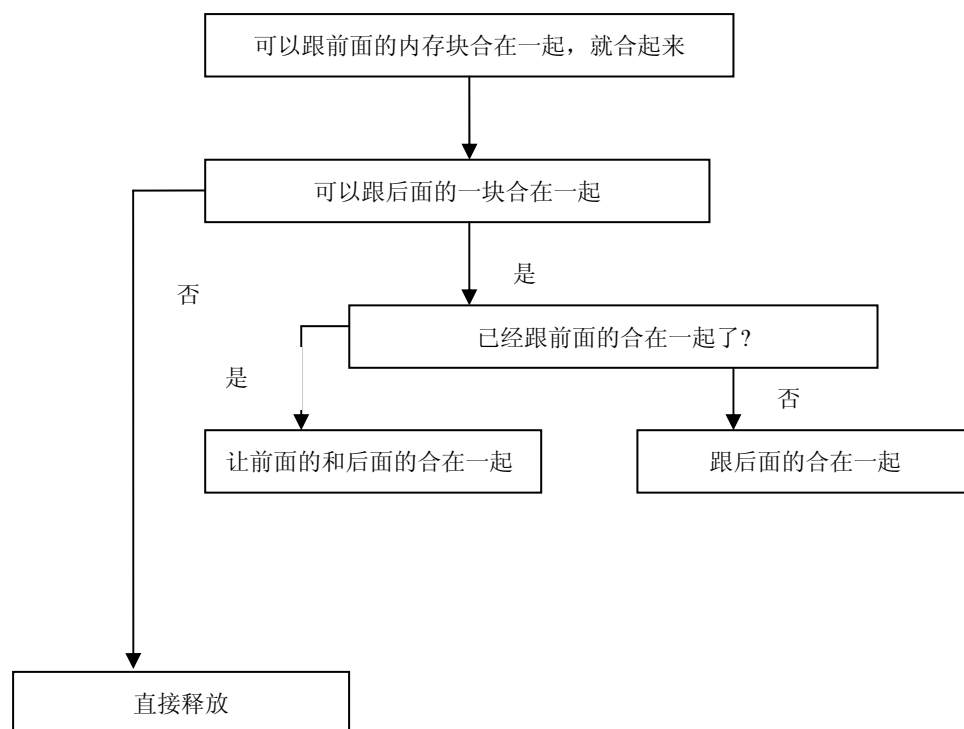 可以跟前面的内存块合在一起，就合起来
可以跟后面的一块合在一起
是
否
已经跟前面的合在一起了?
是
否
让前面的和后面的合在一起
跟后面的合在一起
直接释放